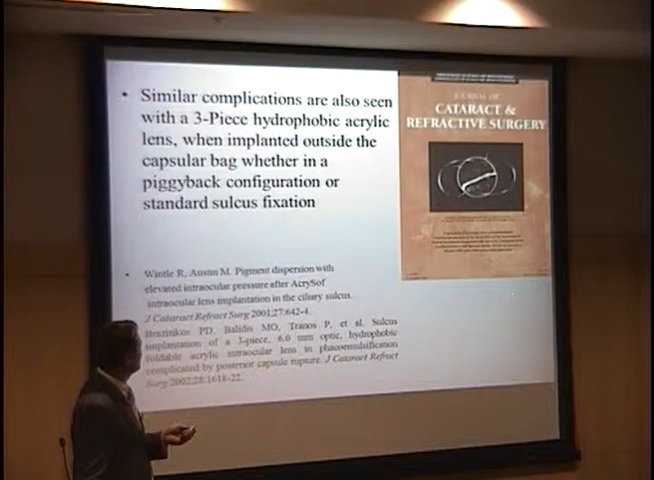 • Similar complications are also seen
with a 3-Piece hydrophobic acrylic
lens, when implanted outside the
capsular bag whether in a
piggyback configuration or
standard sulcus fixation
• Wintle R, Austin M. Pigment dispersion with
elevated intraocular pressure after AcrySof
intraocular lens implantation in the ciliary sulcus.
J Cataract Refract Surg 2001;27:642-4.
Brazitikos PD, Balidis MO, Tranos P, et al. Sulcus
implantation of a 3-piece, 6.0 mm optic, hydrophobic
foldable acrylic intraocular lens in phacoemulsification
complicated by posterior capsule rupture. J Cataract Refract
Surg 2002;28:1618-22.
JOURNAL OF
CATARACT &
REFRACTIVE SURGERY